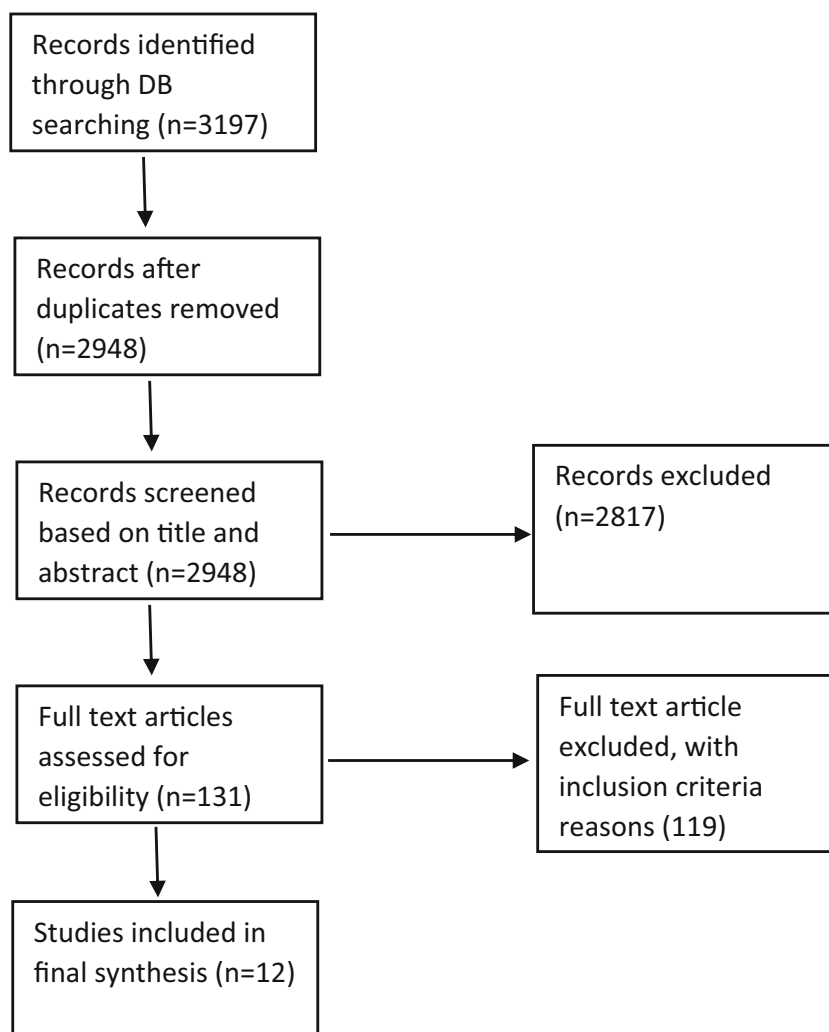 Records identified
through DB
searching (n=3197)
Records after
duplicates removed
(n=2948)
Records screened
based on title and
abstract (n=2948)
Records excluded
(n=2817)
Full text articles
assessed for
eligibility (n=131)
Full text article
excluded, with
inclusion criteria
reasons (119)
Studies included in
final synthesis (n=12)